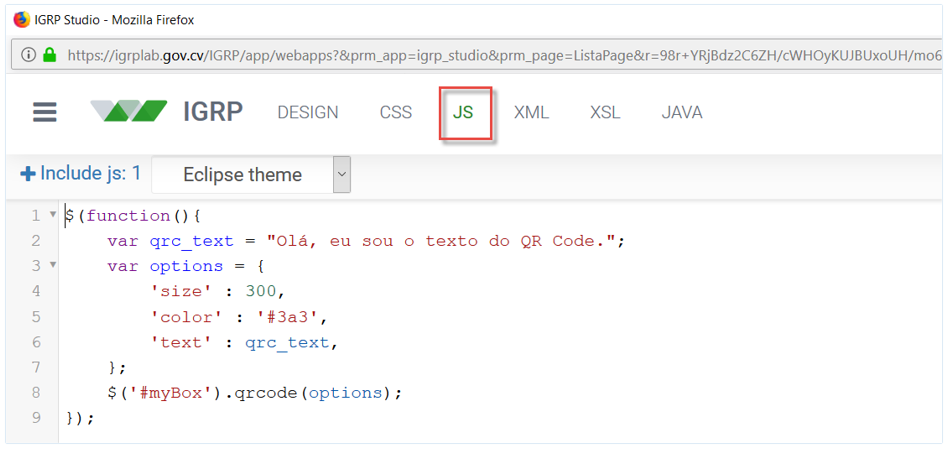 IGRP Studio - Mozilla Firefox
https://igrplab.gov.cv/IGRP/app/webapps?&prm_app=igrp_studio&prm_page=ListaPage&r=98r+YRjBdz2C6ZH/cWHOyKUJBUxoUH/mo6
IGRP DESIGN CSS JS XML XSL JAVA
+ Include js: 1 Eclipse theme
1 $(function(){
2 var qrc_text = "Olá, eu sou o texto do QR Code.";
3 var options = {
4 'size' : 300,
5 'color' : '#3a3',
6 'text' : qrc_text,
7 };
8 $('#myBox').qrcode(options);
9 });